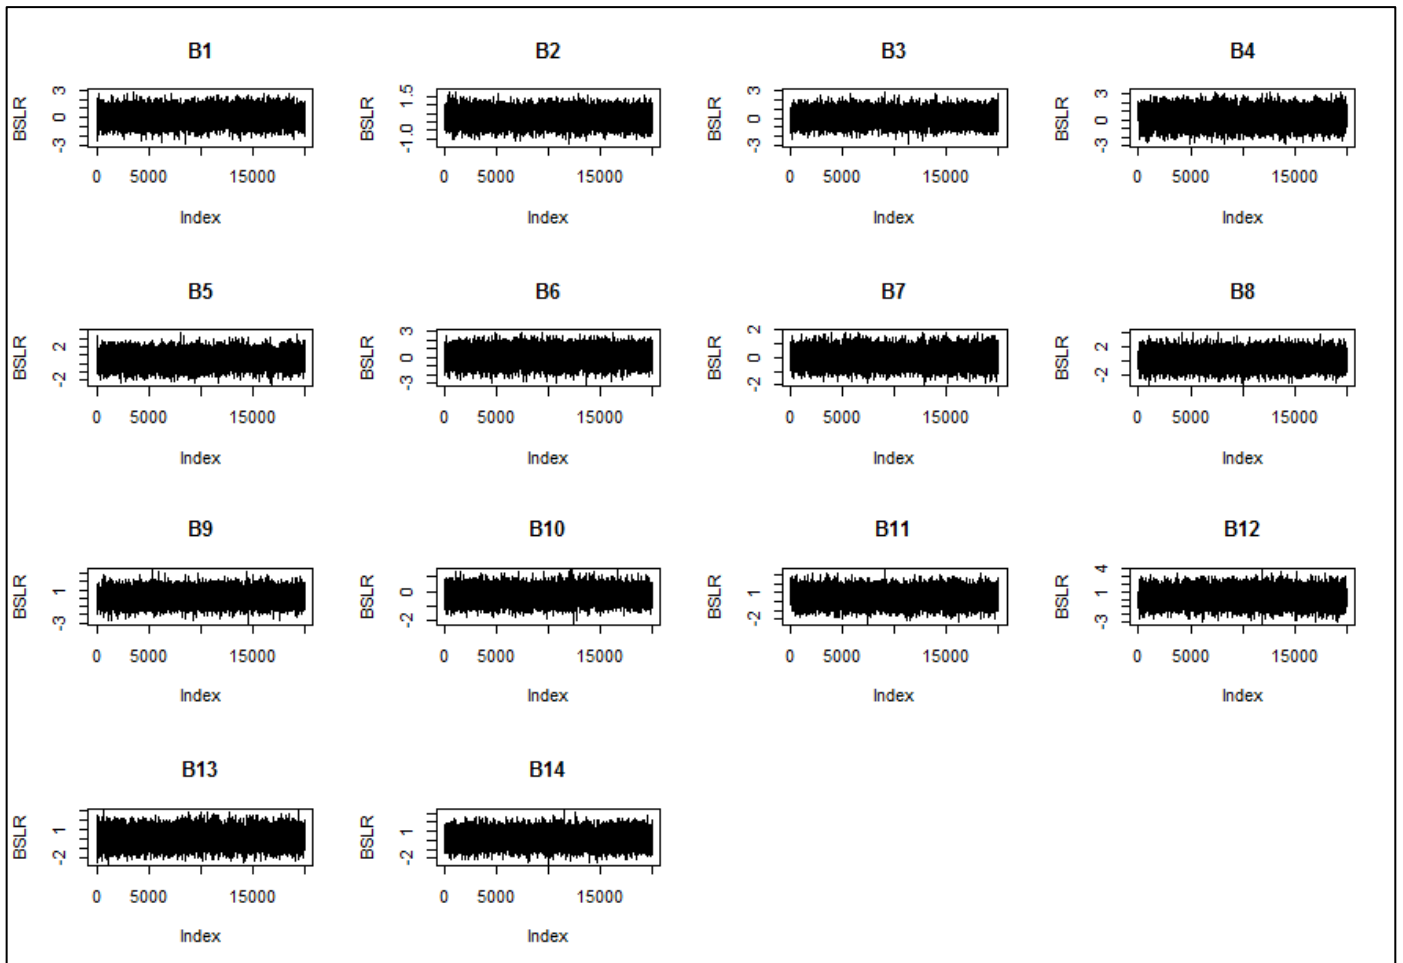 B1 B2 B3 B4
BSLR 3 0 -3 BSLR 1.5 -1.0 BSLR 3 0 -3 BSLR 3 0 -3
0 5000 15000 0 5000 15000 0 5000 15000 0 5000 15000
Index Index Index Index
B5 B6 B7 B8
BSLR 2 -2 BSLR 3 0 -3 BSLR 2 0 -2 BSLR 2 -2
0 5000 15000 0 5000 15000 0 5000 15000 0 5000 15000
Index Index Index Index
B9 B10 B11 B12
BSLR 1 -3 BSLR 0 -2 BSLR 1 -2 BSLR 4 1 -3
0 5000 15000 0 5000 15000 0 5000 15000 0 5000 15000
Index Index Index Index
B13 B14
BSLR 1 -2 BSLR 1 -2
0 5000 15000 0 5000 15000
Index Index